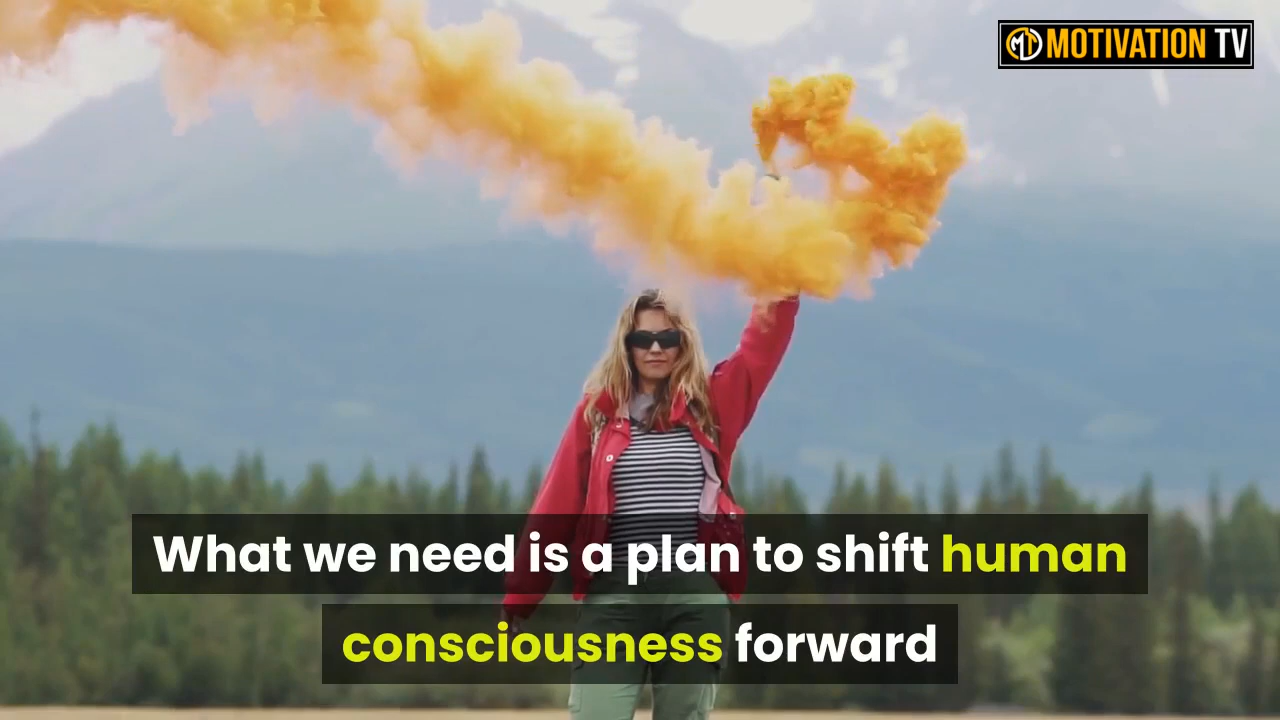 MOTIVATION TV
What we need is a plan to shift human
consciousness forward